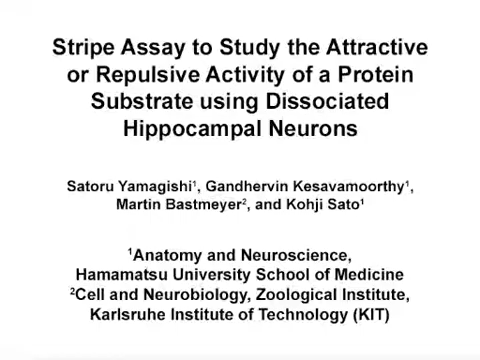 Stripe Assay to Study the Attractive
or Repulsive Activity of a Protein
Substrate using Dissociated
Hippocampal Neurons
Satoru Yamagishi¹, Gandhervin Kesavamoorthy¹,
Martin Bastmeyer², and Kohji Sato¹
¹Anatomy and Neuroscience,
Hamamatsu University School of Medicine
²Cell and Neurobiology, Zoological Institute,
Karlsruhe Institute of Technology (KIT)